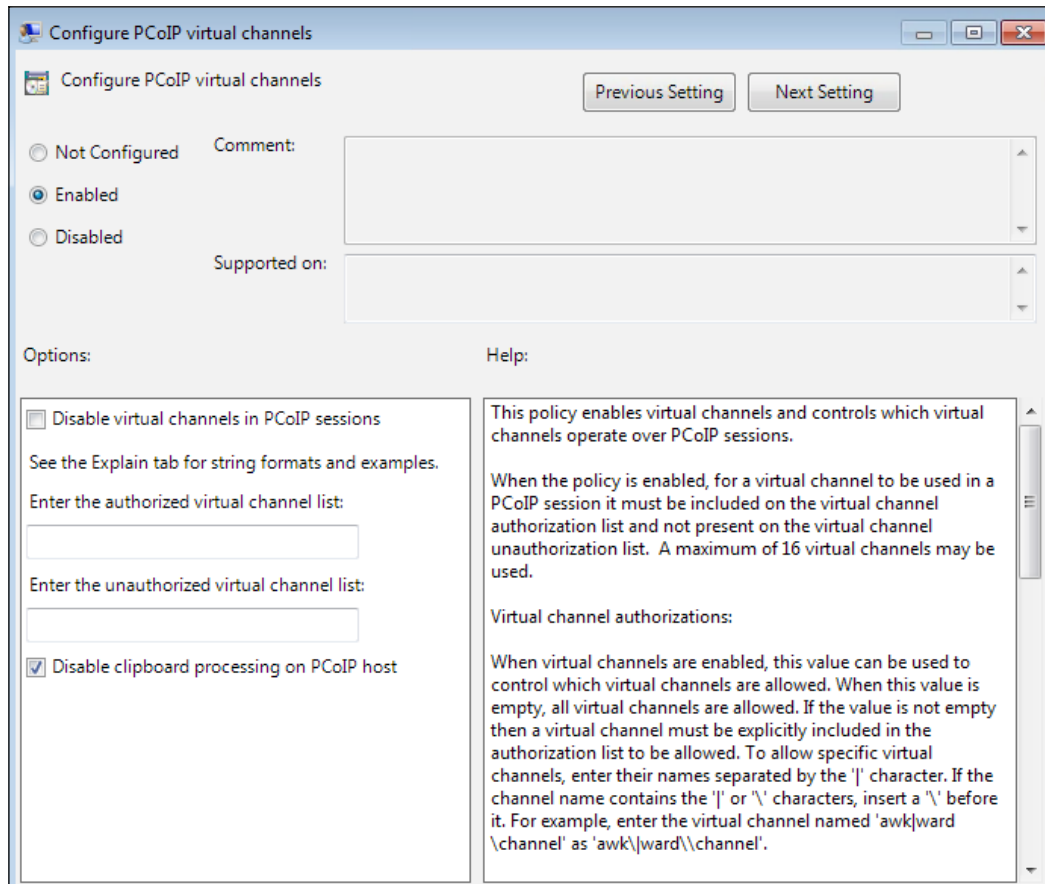 Configure PCoIP virtual channels
Configure PCoIP virtual channels
Previous Setting
Next Setting
Not Configured
Comment:
Enabled
Disabled
Supported on:
Options:
Help:
Disable virtual channels in PCoIP sessions
See the Explain tab for string formats and examples.
Enter the authorized virtual channel list:
Enter the unauthorized virtual channel list:
Disable clipboard processing on PCoIP host
This policy enables virtual channels and controls which virtual
channels operate over PCoIP sessions.
When the policy is enabled, for a virtual channel to be used in a
PCoIP session it must be included on the virtual channel
authorization list and not present on the virtual channel
unauthorization list.  A maximum of 16 virtual channels may be
used.
Virtual channel authorizations:
When virtual channels are enabled, this value can be used to
control which virtual channels are allowed. When this value is
empty, all virtual channels are allowed. If the value is not empty
then a virtual channel must be explicitly included in the
authorization list to be allowed. To allow specific virtual
channels, enter their names separated by the '|' character. If the
channel name contains the '|' or '\' characters, insert a '\' before
it. For example, enter the virtual channel named 'awk|ward
\channel' as 'awk\|ward\\channel'.